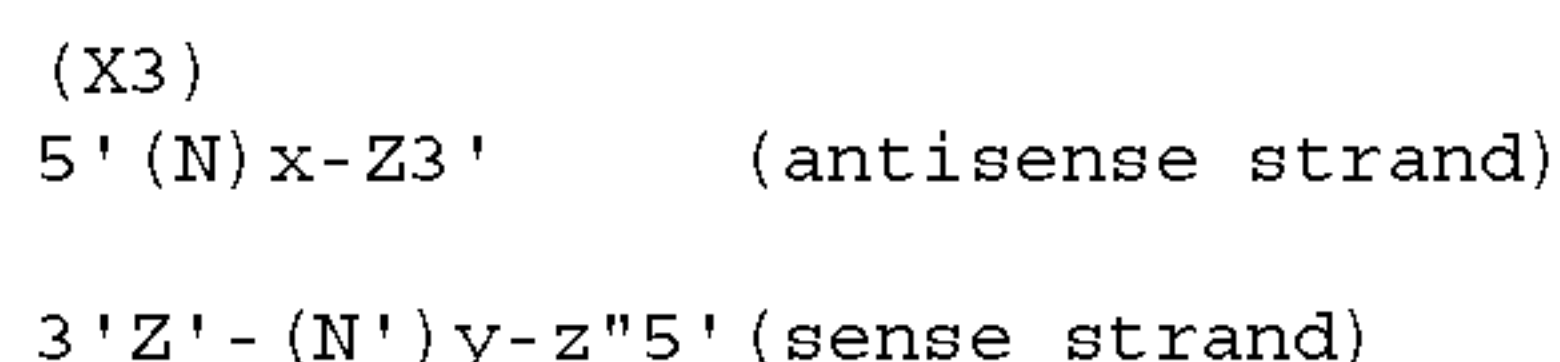 (X3)
5'(N)x-Z3' (antisense strand)
3'Z'-(N')y-z"5'(sense strand)